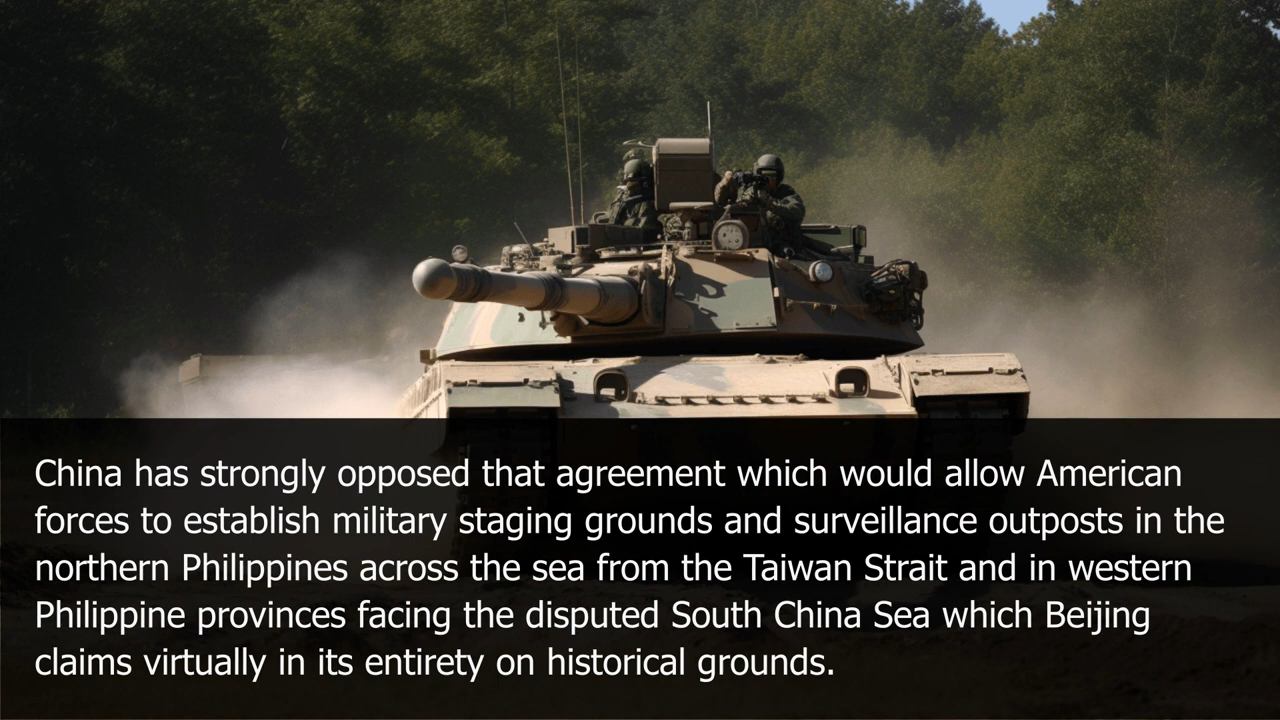 China has strongly opposed that agreement which would allow American
forces to establish military staging grounds and surveillance outposts in the
northern Philippines across the sea from the Taiwan Strait and in western
Philippine provinces facing the disputed South China Sea which Beijing
claims virtually in its entirety on historical grounds.